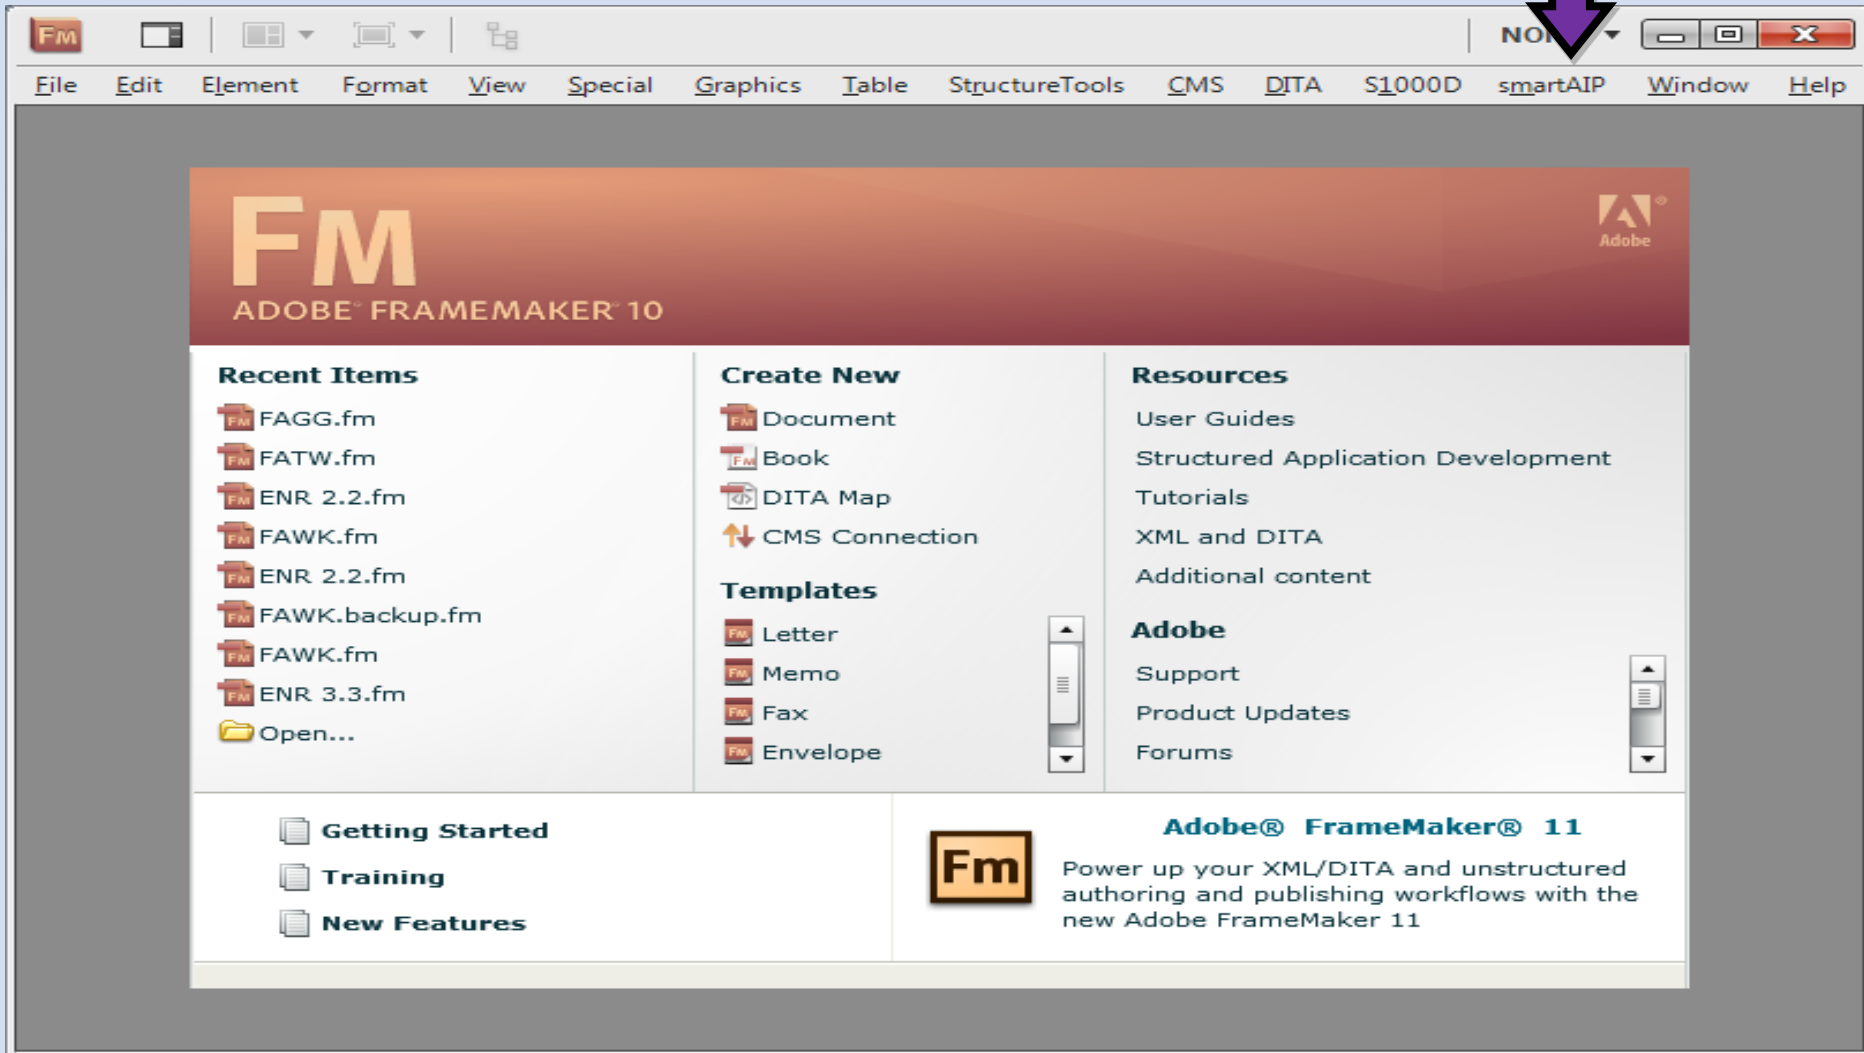 FM
File Edit Element Format View Special Graphics Table StructureTools CMS DITA S1000D smartAIP Window Help
FM
ADOBE® FRAMEMAKER® 10
Adobe®
Recent Items
FAGG.fm
FATW.fm
ENR 2.2.fm
FAWK.fm
ENR 2.2.fm
FAWK.backup.fm
FAWK.fm
ENR 3.3.fm
Open...
Create New
Document
Book
DITA Map
CMS Connection
Templates
Letter
Memo
Fax
Envelope
Resources
User Guides
Structured Application Development
Tutorials
XML and DITA
Additional content
Adobe
Support
Product Updates
Forums
Getting Started
Training
New Features
Fm
Adobe® FrameMaker® 11
Power up your XML/DITA and unstructured
authoring and publishing workflows with the
new Adobe FrameMaker 11